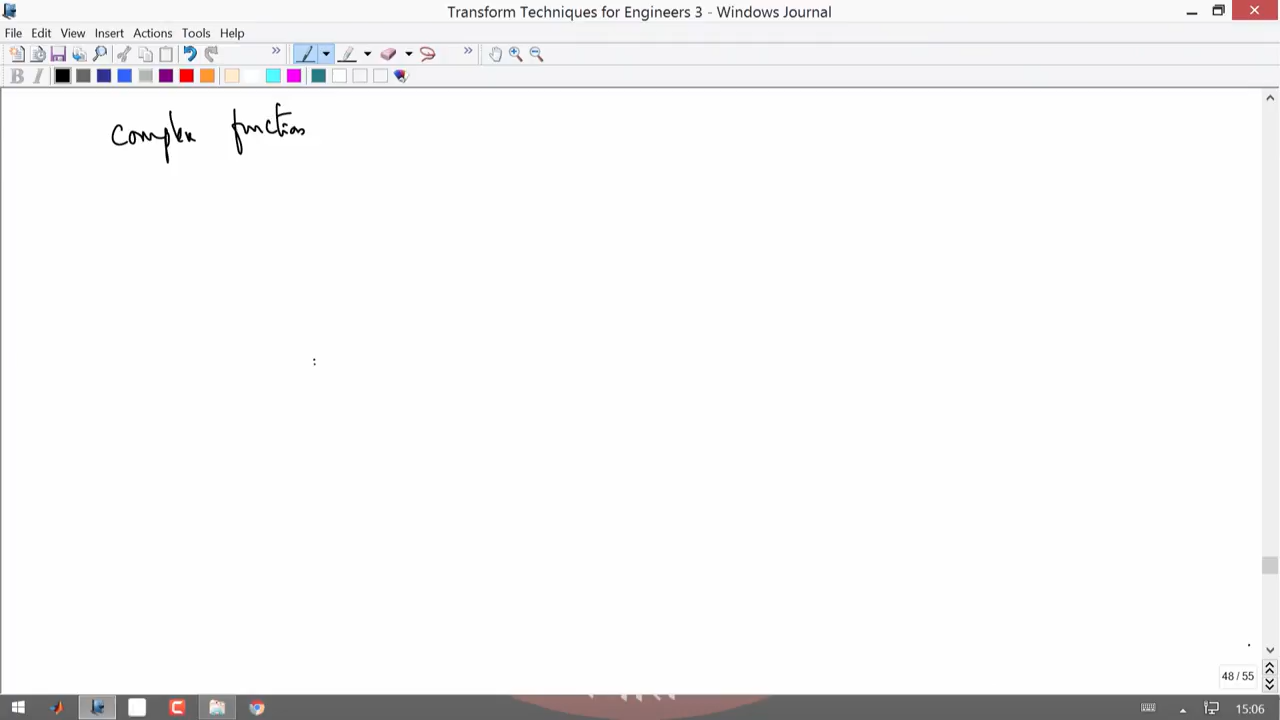 Transform Techniques for Engineers 3 - Windows Journal
File Edit View Insert Actions Tools Help
B I
complex function
48 / 55
15:06